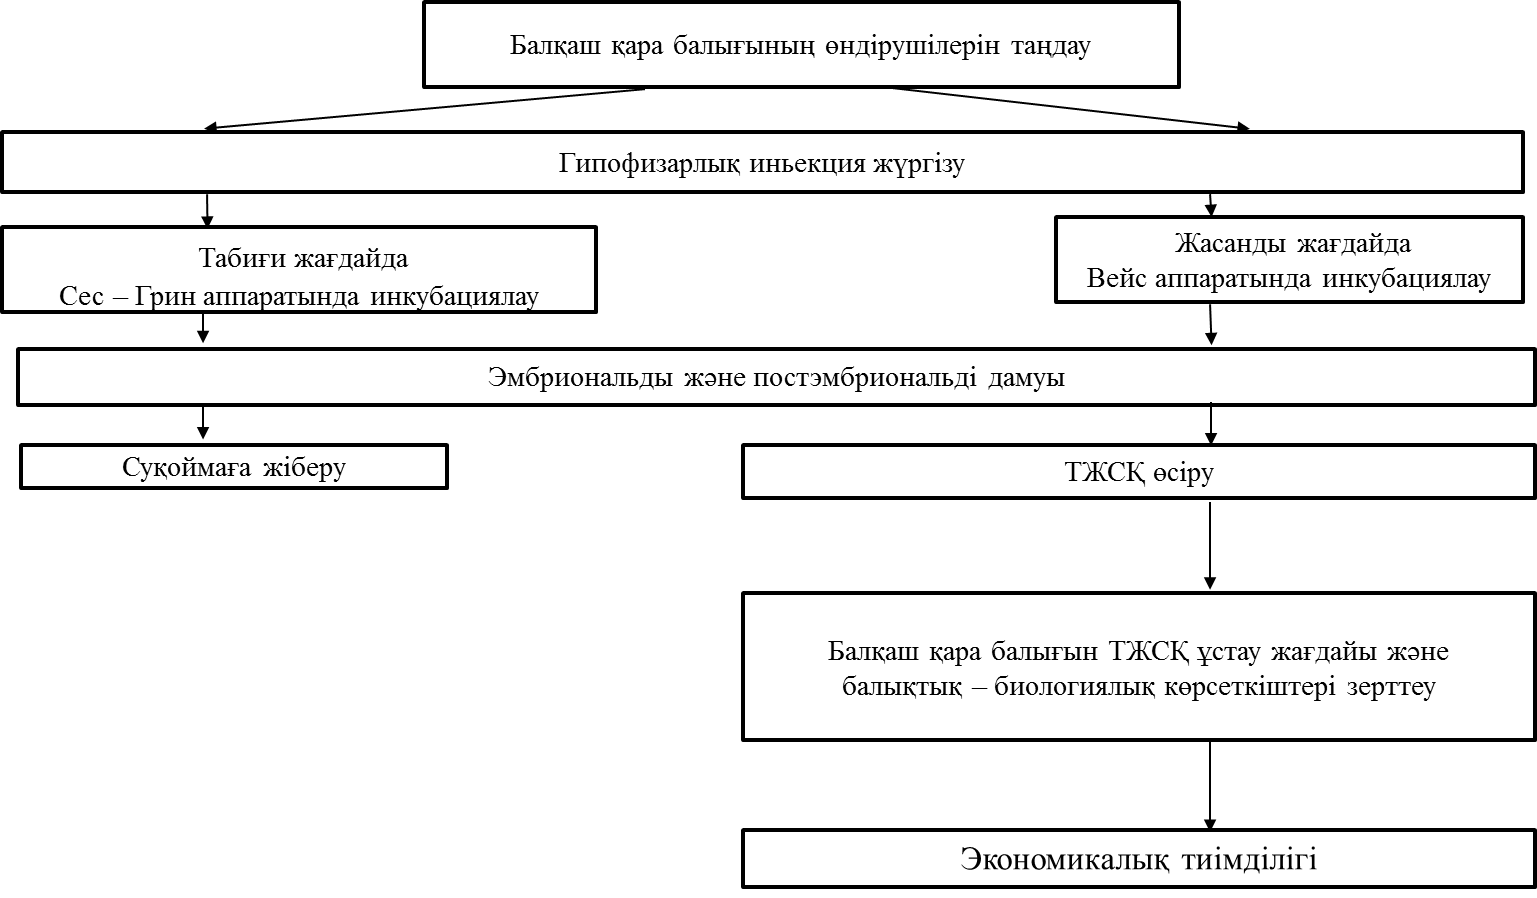 Балқаш қара балығының өндірушілерін таңдау
Гипофизарлық иньекция жүргізу
Табиғи жағдайда
Сес – Грин аппаратында инкубациялау
Жасанды жағдайда
Вейс аппаратында инкубациялау
Эмбриональды және постэмбриональді дамуы
Суқоймаға жіберу
ТЖСҚ өсіру
Балқаш қара балығын ТЖСҚ ұстау жағдайы және
балықтық – биологиялық көрсеткіштері зерттеу
Экономикалық тиімділігі